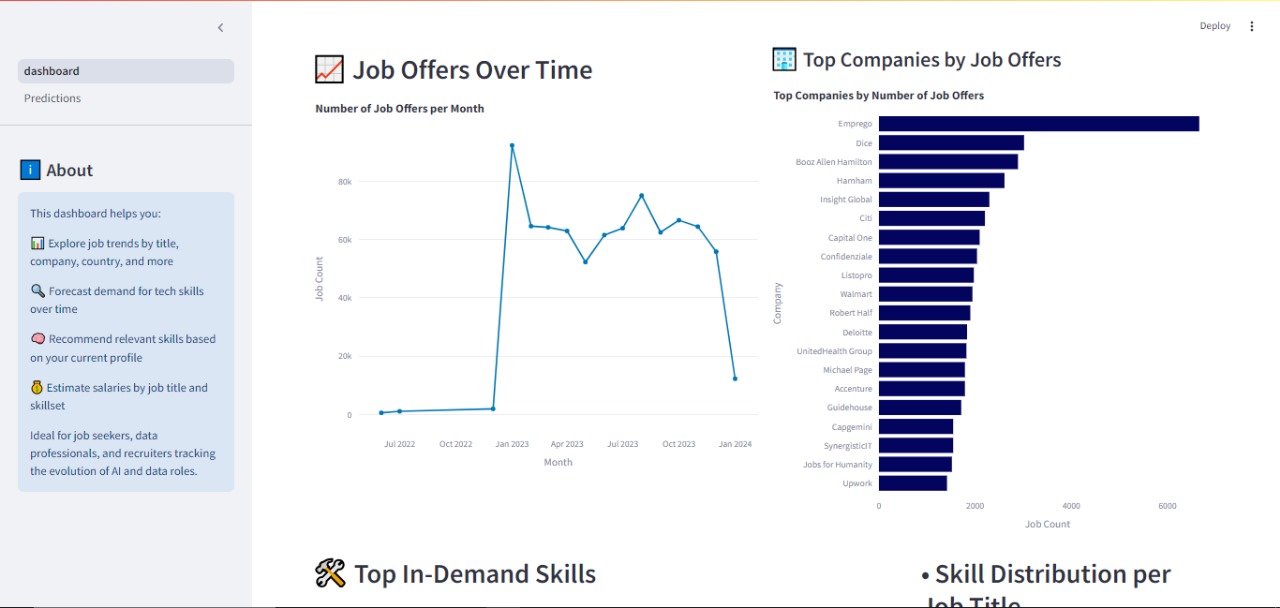 Deploy
dashboard
Predictions
About
This dashboard helps you:
Explore job trends by title,
company, country, and more
Forecast demand for tech skills
over time
Recommend relevant skills based
on your current profile
Estimate salaries by job title and
skillset
Ideal for job seekers, data
professionals, and recruiters tracking
the evolution of AI and data roles.
Job Offers Over Time
Number of Job Offers per Month
Job Count
80k
60k
40k
20k
0
Jul 2022
Oct 2022
Jan 2023
Apr 2023
Jul 2023
Oct 2023
Jan 2024
Month
Top Companies by Job Offers
Top Companies by Number of Job Offers
Company
Emprego
Dice
Booz Allen Hamilton
Harnham
Insight Global
Citi
Capital One
Confidenziale
Listopro
Walmart
Robert Half
Deloitte
UnitedHealth Group
Michael Page
Accenture
Guidehouse
Capgemini
SynergisticIT
Jobs for Humanity
Upwork
0
2000
4000
6000
Job Count
Top In-Demand Skills
• Skill Distribution per
Job Title